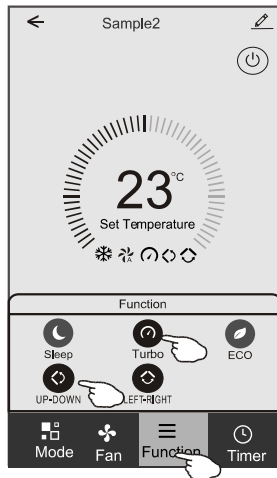 Sample2
23°C
Set Temperature
A
Function
Sleep Turbo ECO
UP-DOWN LEFT-RIGHT
Mode Fan Function Timer